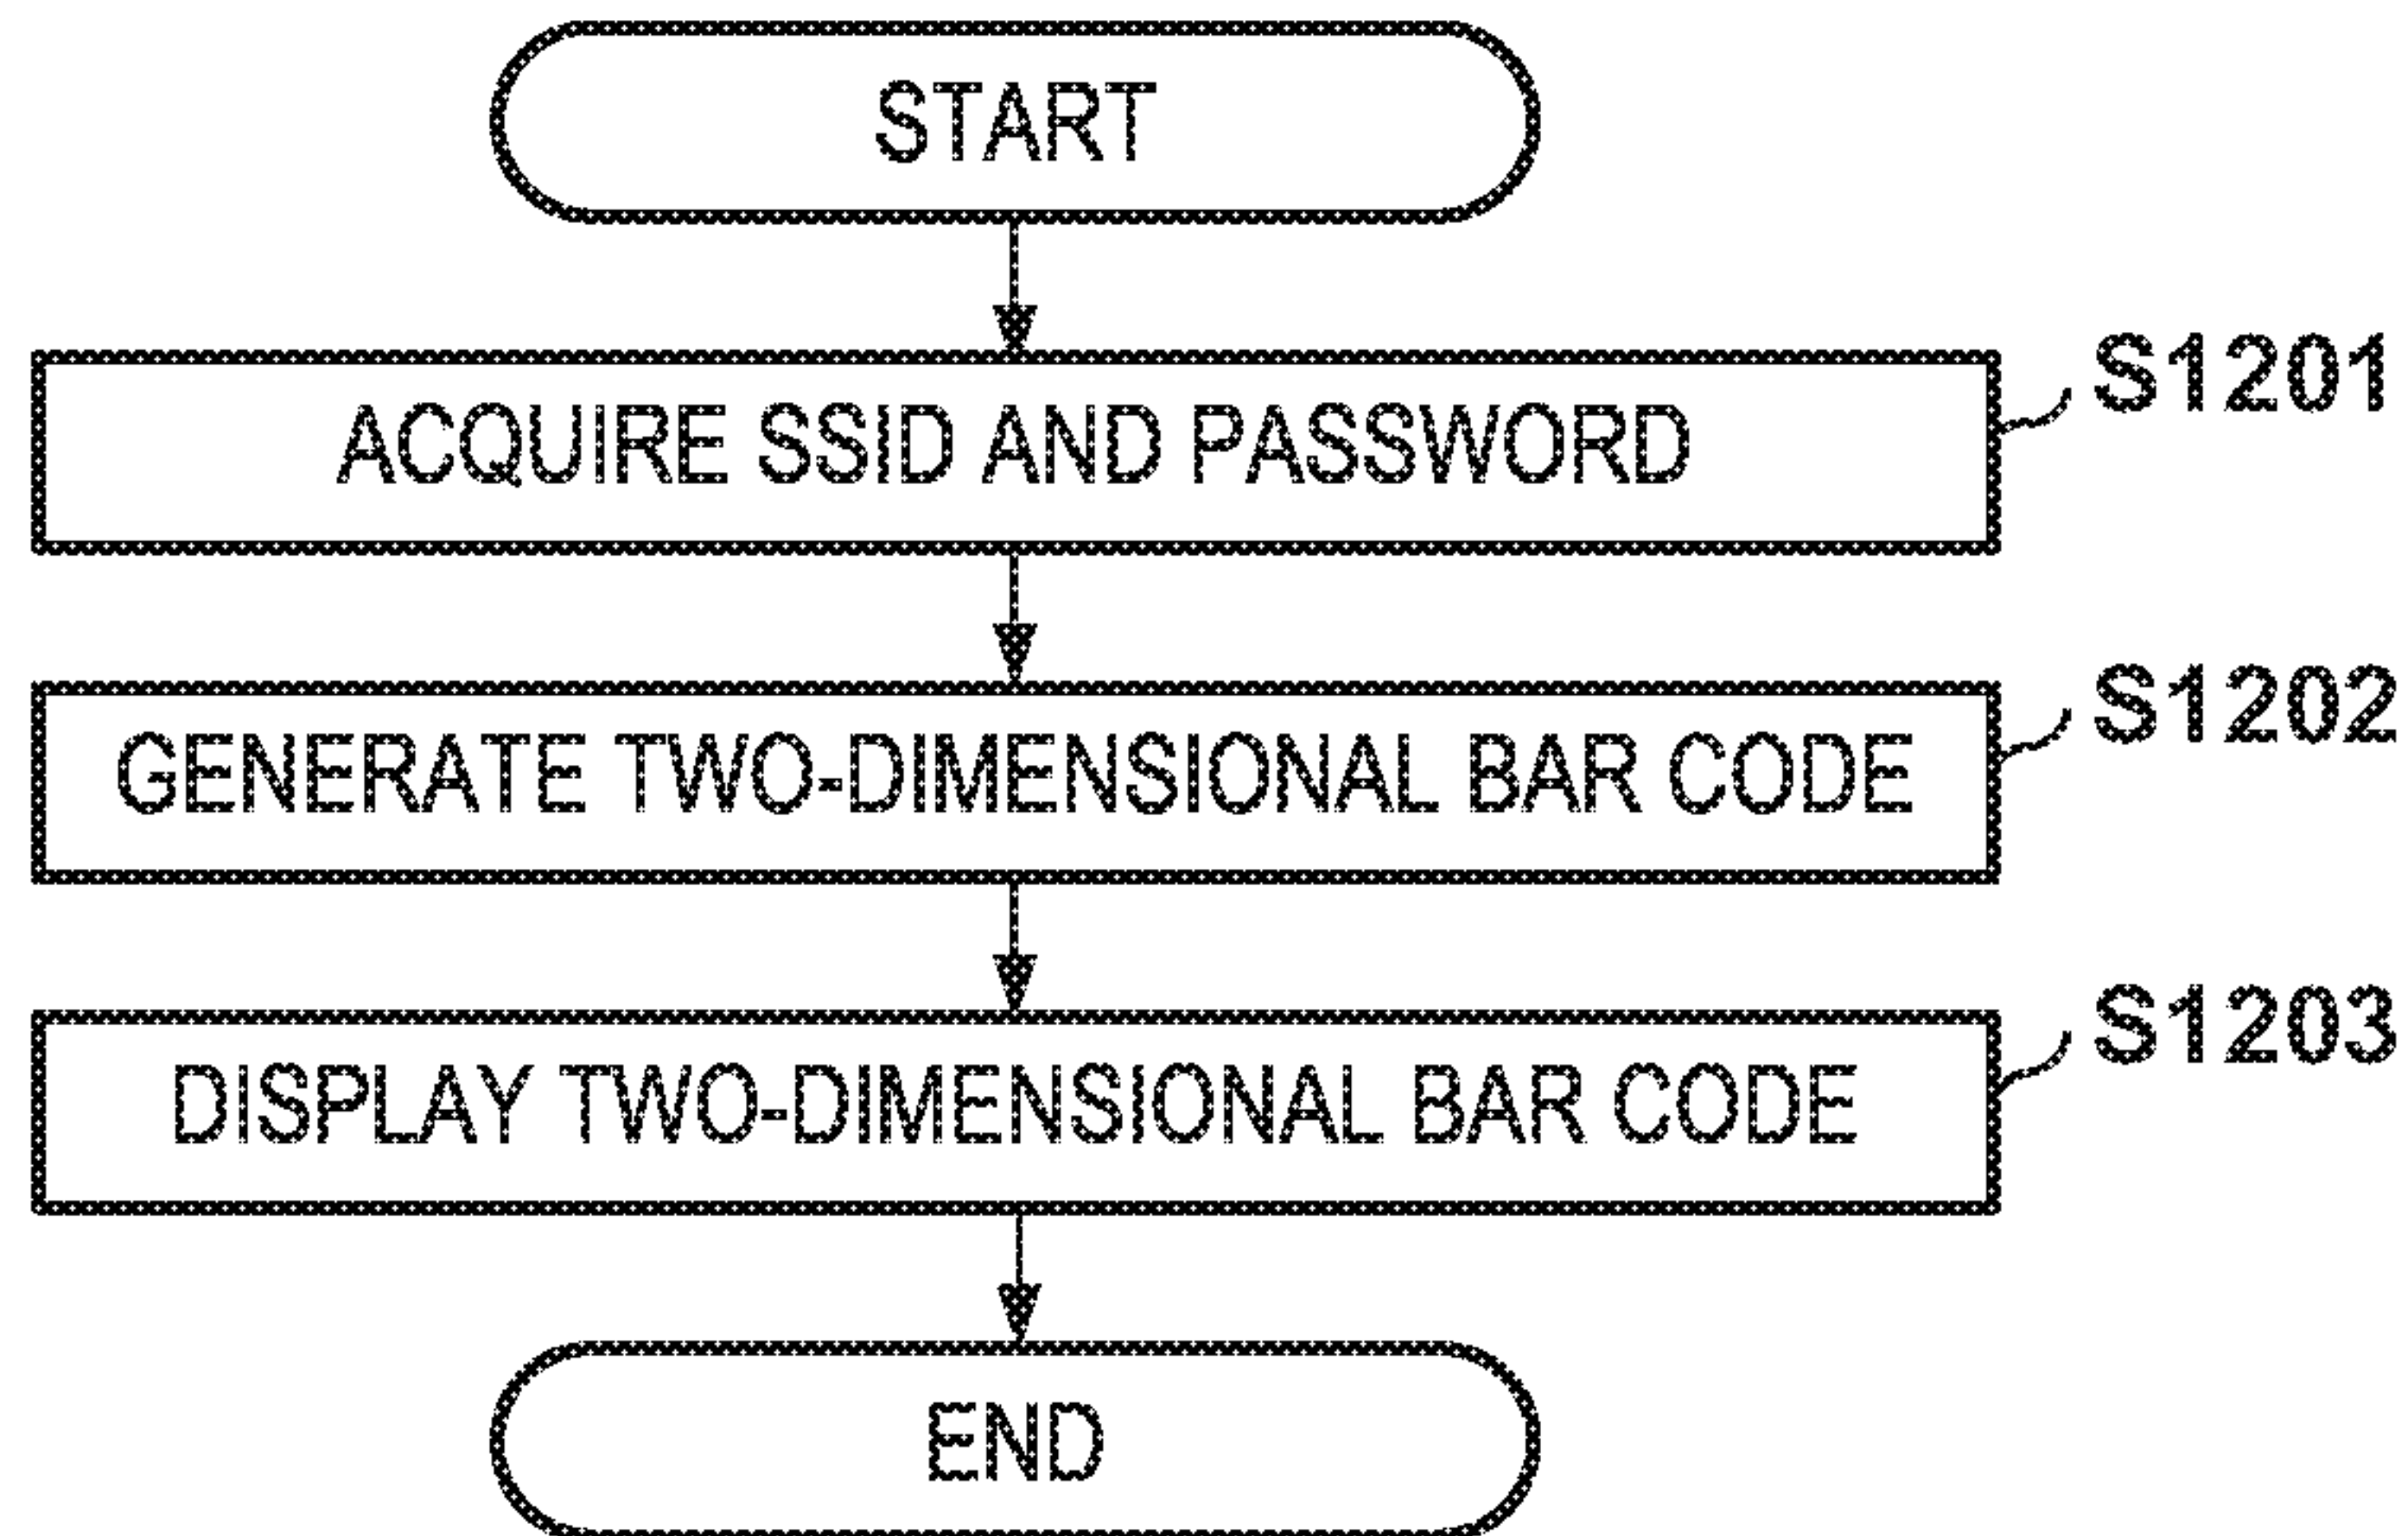 START
ACQUIRE SSID AND PASSWORD
S1201
GENERATE TWO-DIMENSIONAL BAR CODE
S1202
DISPLAY TWO-DIMENSIONAL BAR CODE
S1203
END